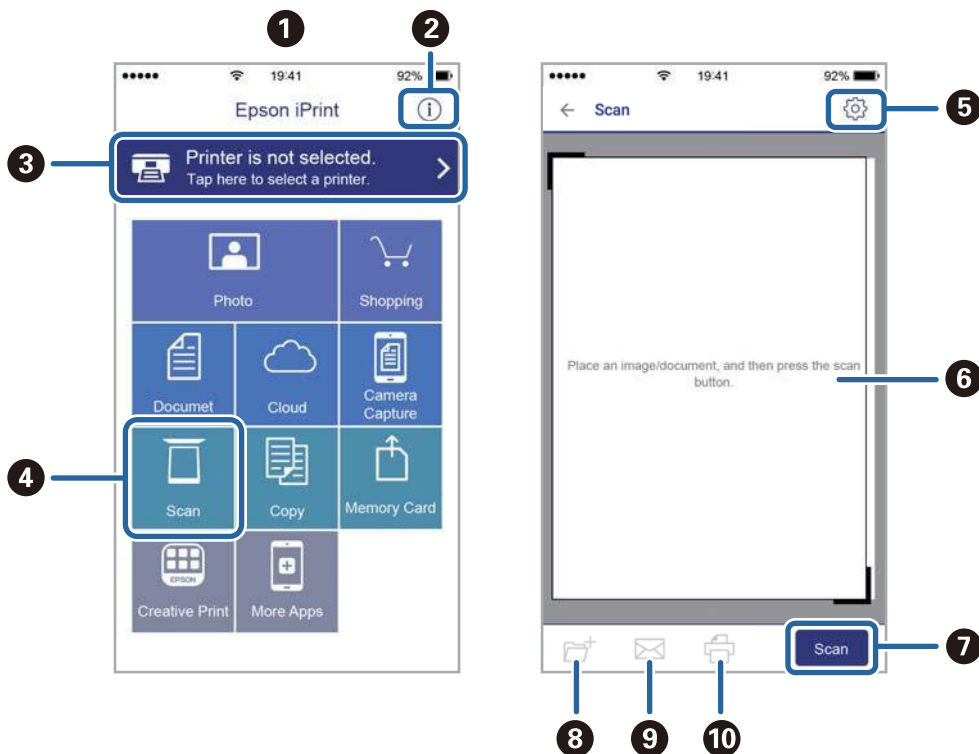 1
2
19:41
92%
Epson iPrint
i
3
Printer is not selected.
Tap here to select a printer.
Photo
Shopping
Documet
Cloud
Camera
Capture
4
Scan
Copy
Memory Card
EPSON
Creative Print
More Apps
19:41
92%
Scan
5
Place an image/document, and then press the scan
button.
6
Scan
7
8
9
10